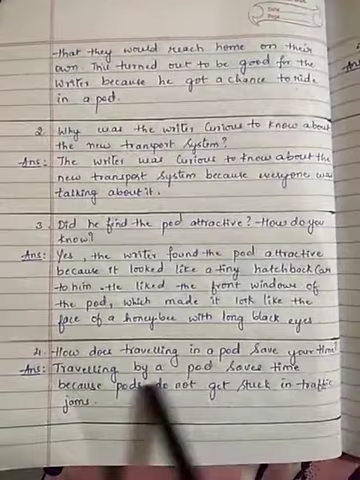 Date
Page
that they would reach home on their
own. This turned out to be good for the
writer because he got a chance to ride
in a pod.
2. Why was the writer curious to know about
the new transport system?
Ans: The writer was curious to know about the
new transport system because everyone was
talking about it.
3. Did he find the pod attractive? How do you
know?
Ans: Yes, the writer found the pod attractive
because it looked like a tiny hatchback car
to him. He liked the front windows of
the pod, which made it look like the
face of a honeybee with long black eyes
4. How does travelling in a pod save your time?
Ans: Travelling by a pod saves time
because pods do not get stuck in traffic
jams.